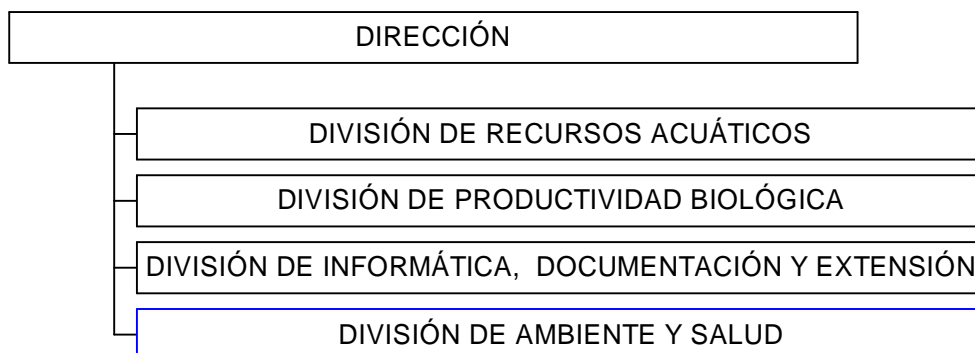 DIRECCIÓN
DIVISIÓN DE RECURSOS ACUÁTICOS
DIVISIÓN DE PRODUCTIVIDAD BIOLÓGICA
DIVISIÓN DE INFORMÁTICA, DOCUMENTACIÓN Y EXTENSIÓN
DIVISIÓN DE AMBIENTE Y SALUD